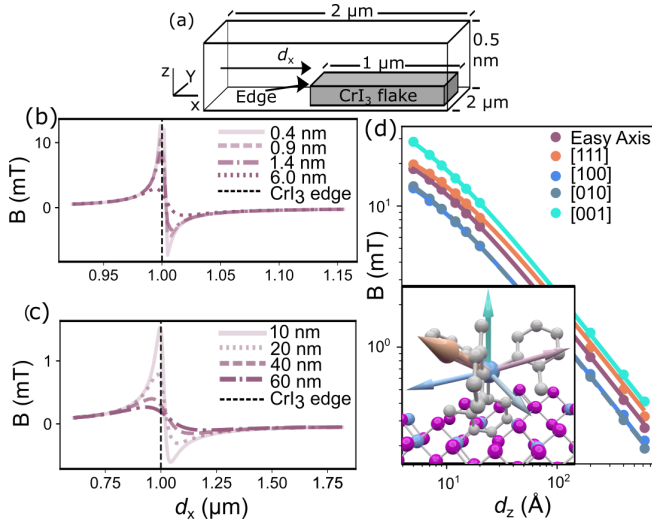 (a)
2 μm
0.5
nm
dx
1 μm
z
Y
x
Edge
CrI3 flake
2 μm
(b)
B (mT)
10
0
0.4 nm
0.9 nm
1.4 nm
6.0 nm
CrI3 edge
0.95
1.00
1.05
1.10
1.15
(c)
B (mT)
1
0
10 nm
20 nm
40 nm
60 nm
CrI3 edge
0.75
1.00
1.25
1.50
1.75
dx (μm)
(d)
B (mT)
10¹
10⁰
Easy Axis
[111]
[100]
[010]
[001]
10¹
10²
dz (Å)